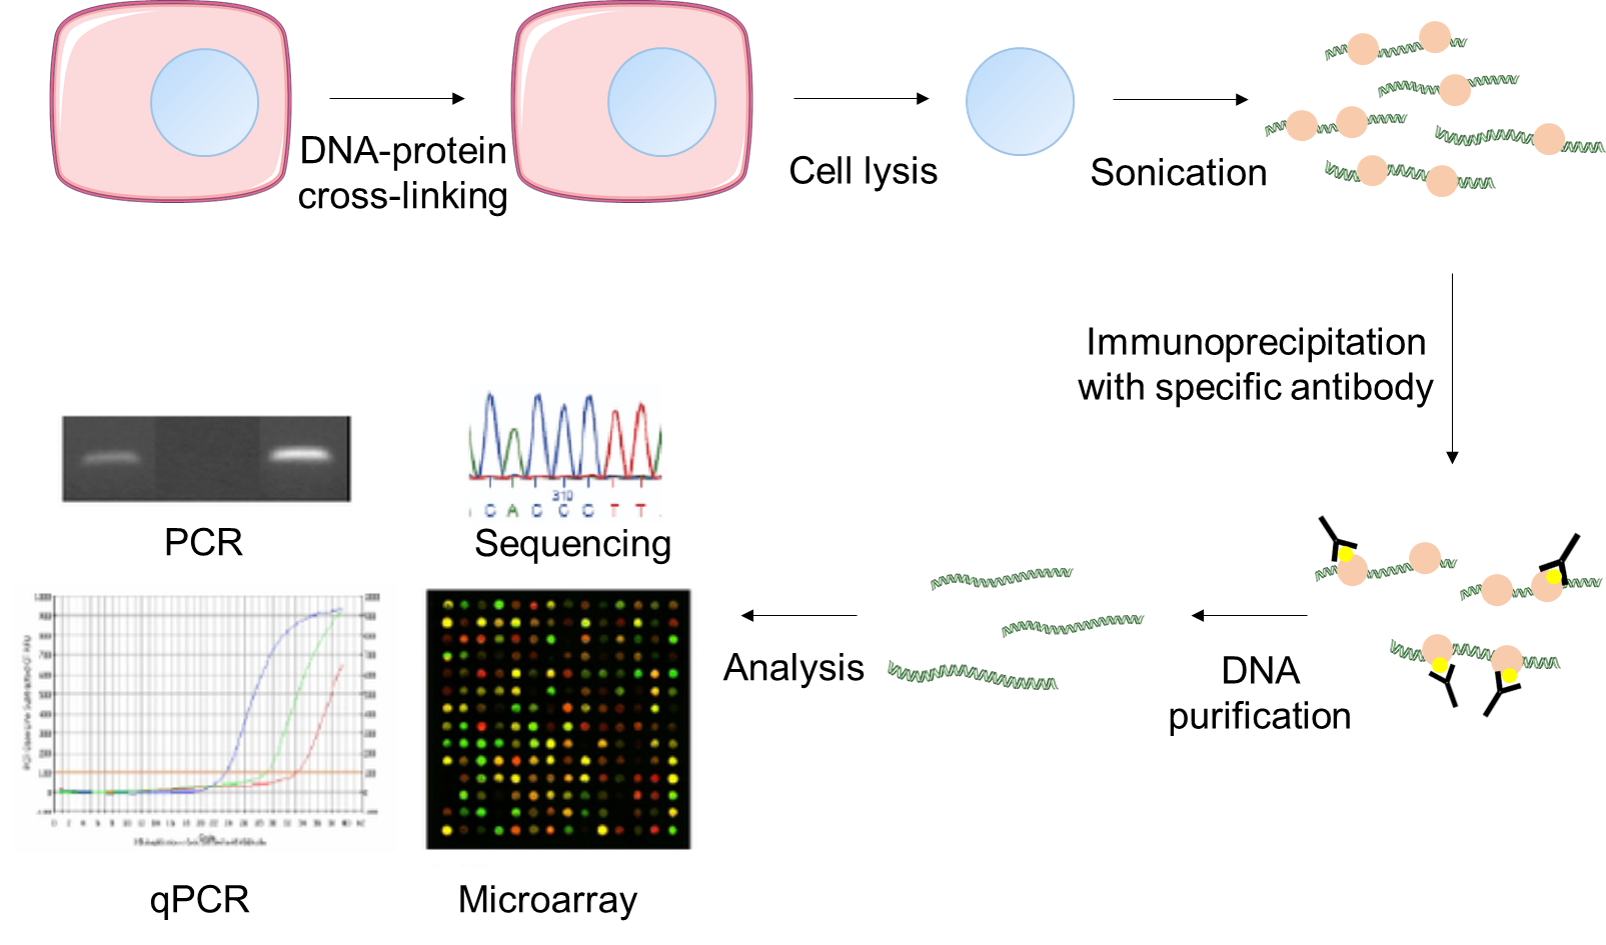 DNA-protein
cross-linking
Cell lysis
Sonication
Immunoprecipitation
with specific antibody
DNA
purification
Analysis
310
C A C C C T T
PCR
Sequencing
qPCR
Microarray